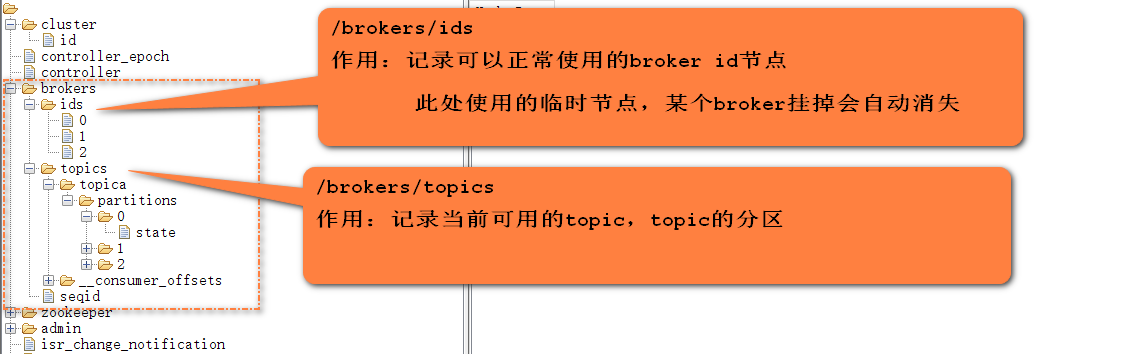 cluster
id
controller_epoch
controller
brokers
ids
0
1
2
topics
topica
partitions
0
state
1
2
__consumer_offsets
seqid
zookeeper
admin
isr_change_notification
/brokers/ids
作用：记录可以正常使用的broker id节点
此处使用的临时节点，某个broker挂掉会自动消失
/brokers/topics
作用：记录当前可用的topic，topic的分区